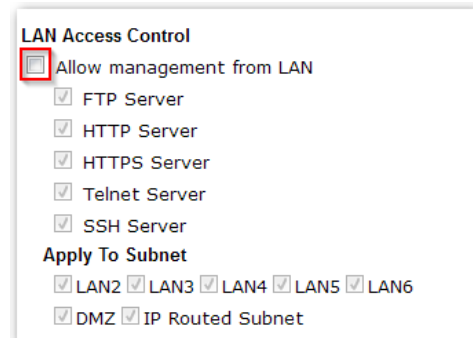 LAN Access Control
Allow management from LAN
FTP Server
HTTP Server
HTTPS Server
Telnet Server
SSH Server
Apply To Subnet
LAN2 LAN3 LAN4 LAN5 LAN6
DMZ IP Routed Subnet